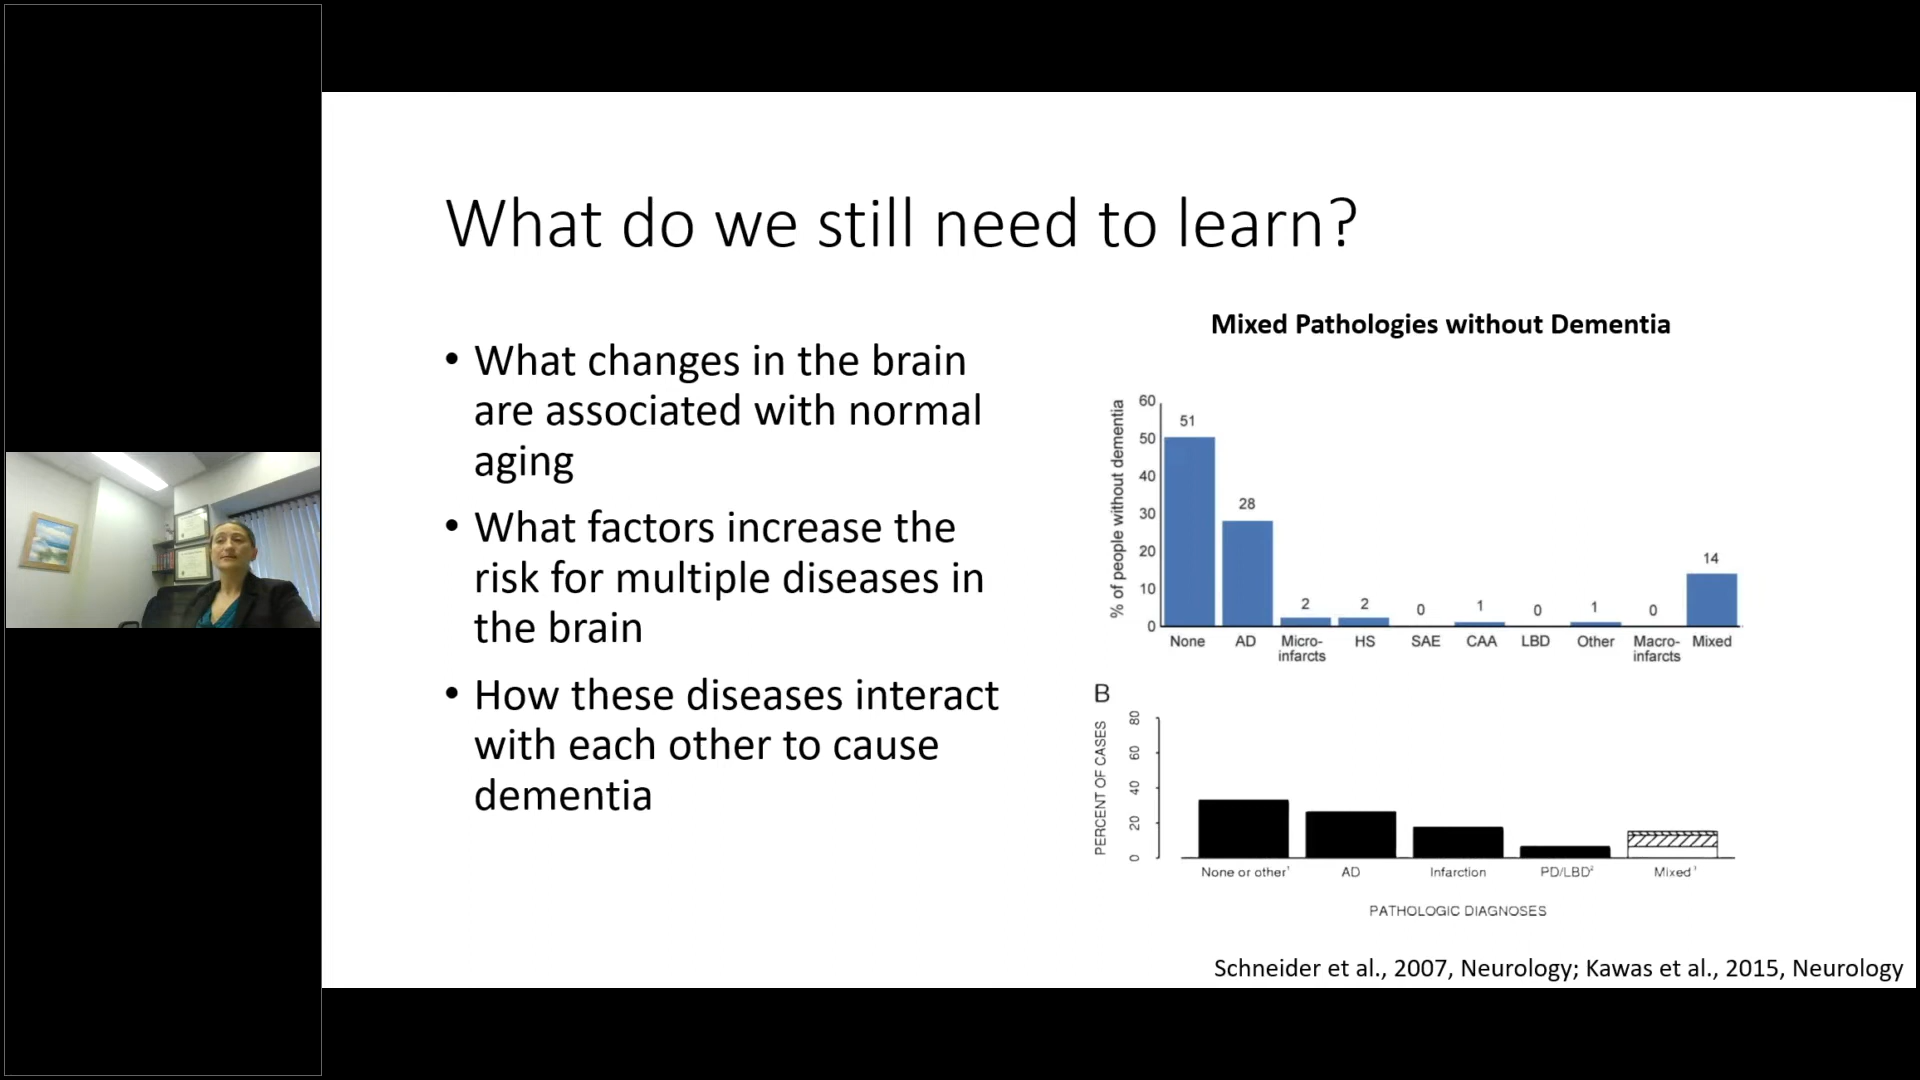 What do we still need to learn?
• What changes in the brain
are associated with normal
aging
• What factors increase the
risk for multiple diseases in
the brain
• How these diseases interact
with each other to cause
dementia
Mixed Pathologies without Dementia
% of people without dementia
60
50
40
30
20
10
0
51
28
2
2
0
1
0
1
0
14
None AD Micro-infarcts HS SAE CAA LBD Other Macro-infarcts Mixed
B
PERCENT OF CASES
80
60
40
20
0
None or other¹ AD Infarction PD/LBD² Mixed¹
PATHOLOGIC DIAGNOSES
Schneider et al., 2007, Neurology; Kawas et al., 2015, Neurology